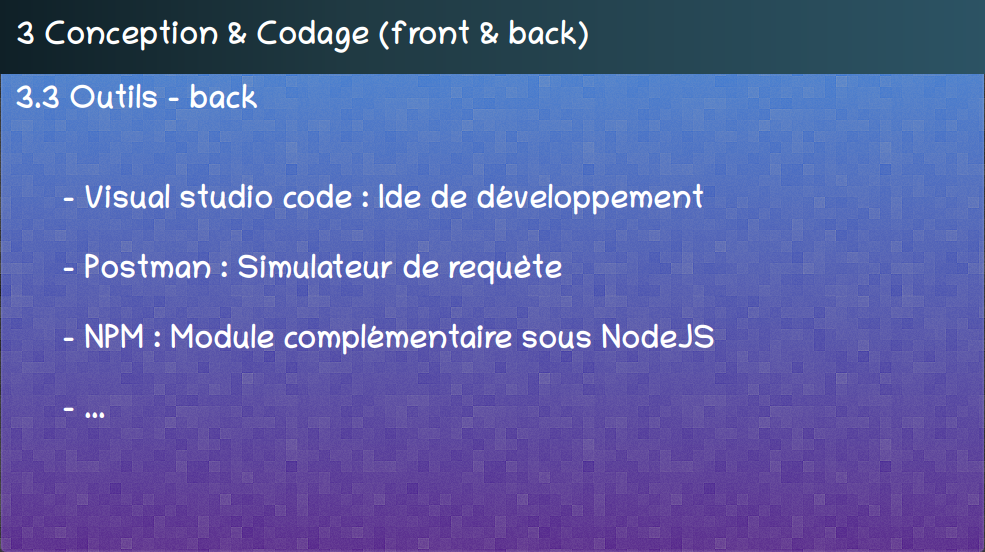 3 Conception & Codage (front & back)
3.3 Outils - back
- Visual studio code : Ide de développement
- Postman : Simulateur de requète
- NPM : Module complémentaire sous NodeJS
- ...